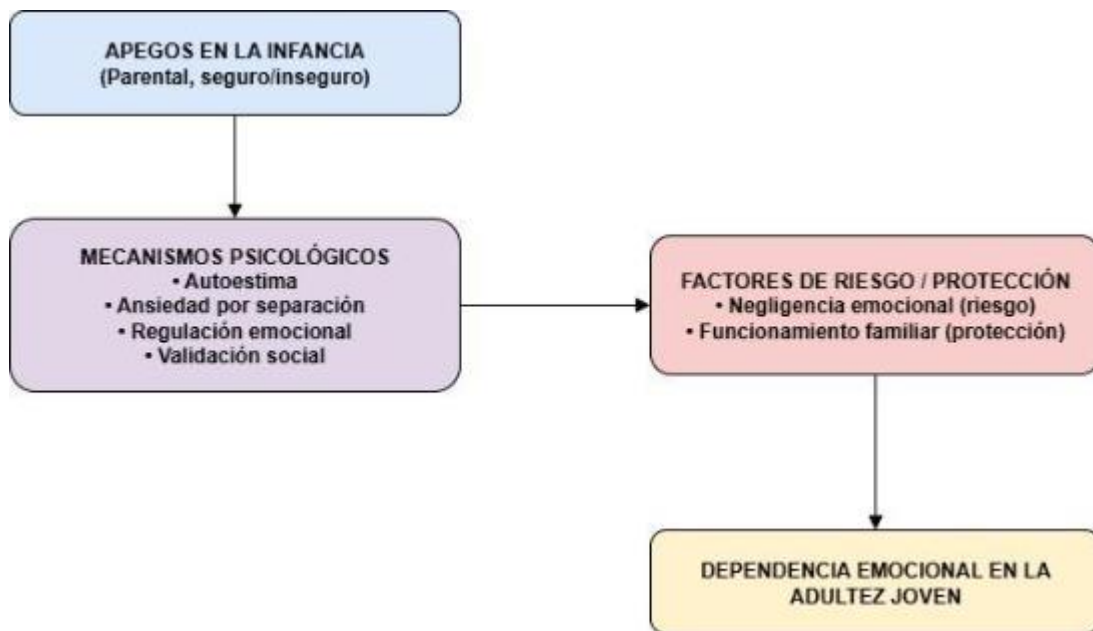 APEGOS EN LA INFANCIA
(Parental, seguro/inseguro)
MECANISMOS PSICOLÓGICOS
• Autoestima
• Ansiedad por separación
• Regulación emocional
• Validación social
FACTORES DE RIESGO / PROTECCIÓN
• Negligencia emocional (riesgo)
• Funcionamiento familiar (protección)
DEPENDENCIA EMOCIONAL EN LA
ADULTEZ JOVEN